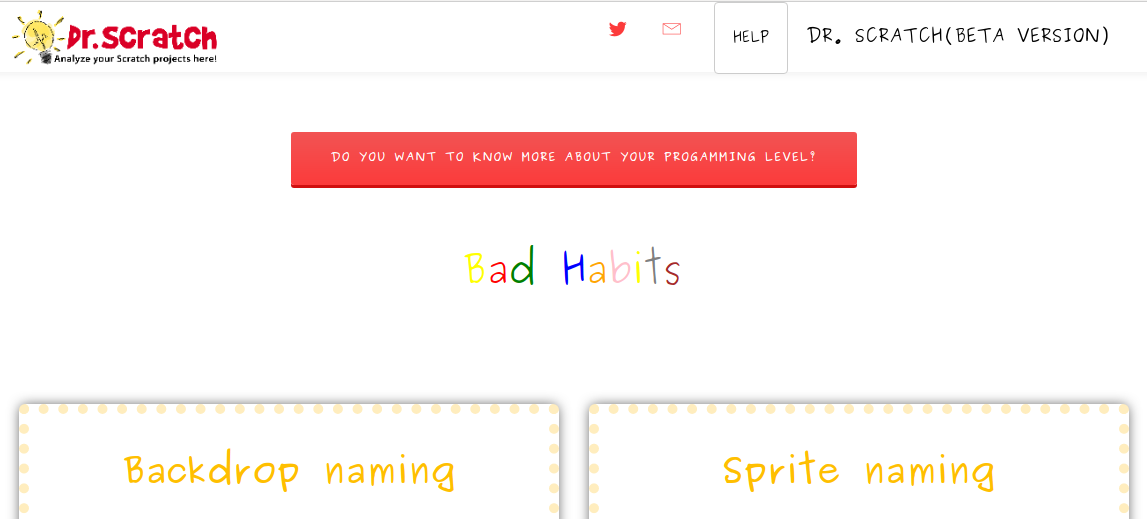 Dr.Scratch
Analyze your Scratch projects here!
HELP
DR. SCRATCH(BETA VERSION)
DO YOU WANT TO KNOW MORE ABOUT YOUR PROGAMMING LEVEL?
Bad Habits
Backdrop naming
Sprite naming